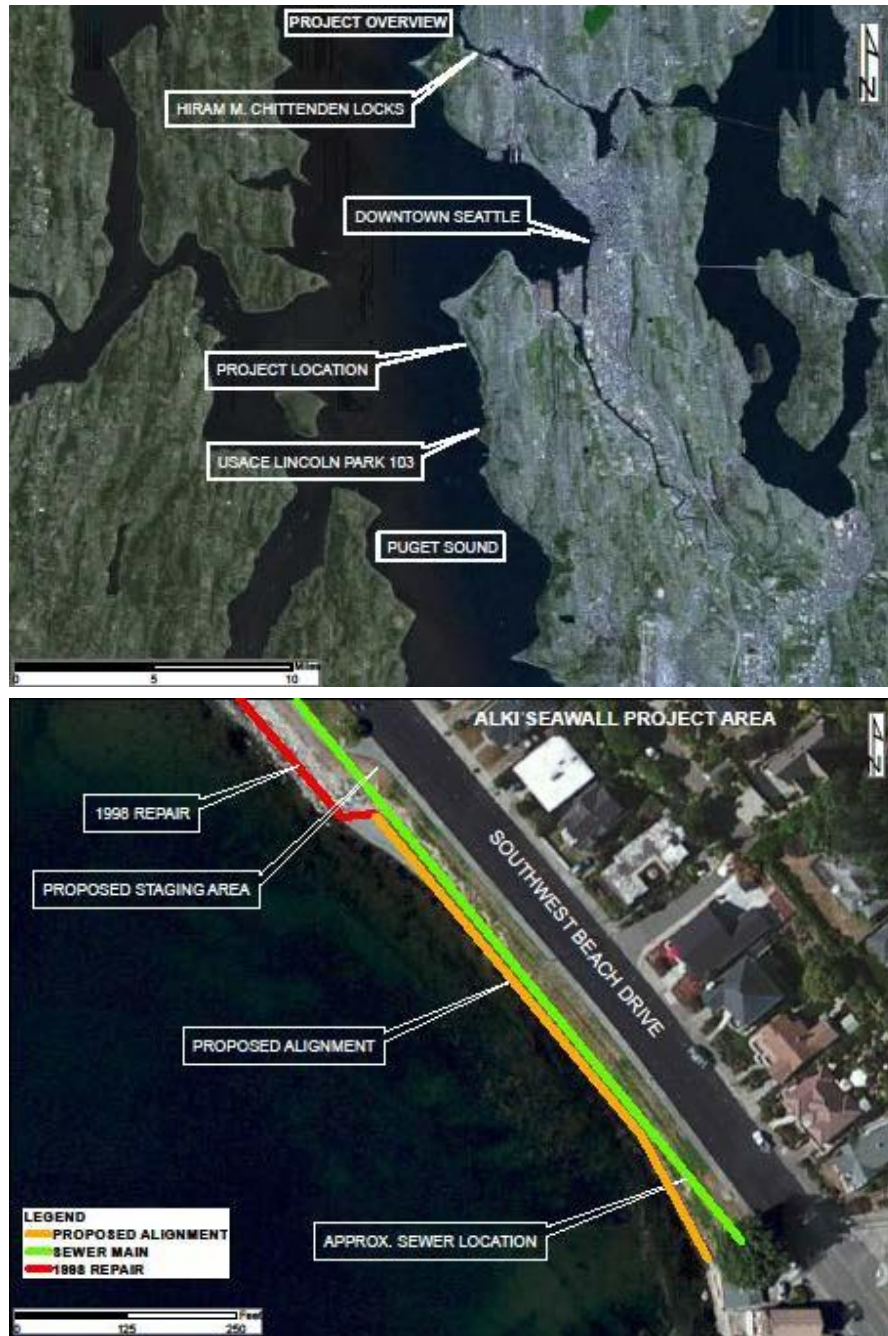 PROJECT OVERVIEW
N
HIRAM M. CHITTENDEN LOCKS
DOWNTOWN SEATTLE
PROJECT LOCATION
USACE LINCOLN PARK 103
PUGET SOUND
Miles
0 5 10
ALKI SEAWALL PROJECT AREA
N
1998 REPAIR
PROPOSED STAGING AREA
SOUTHWEST BEACH DRIVE
PROPOSED ALIGNMENT
APPROX. SEWER LOCATION
LEGEND
PROPOSED ALIGNMENT
SEWER MAIN
1998 REPAIR
Feet
0 125 250